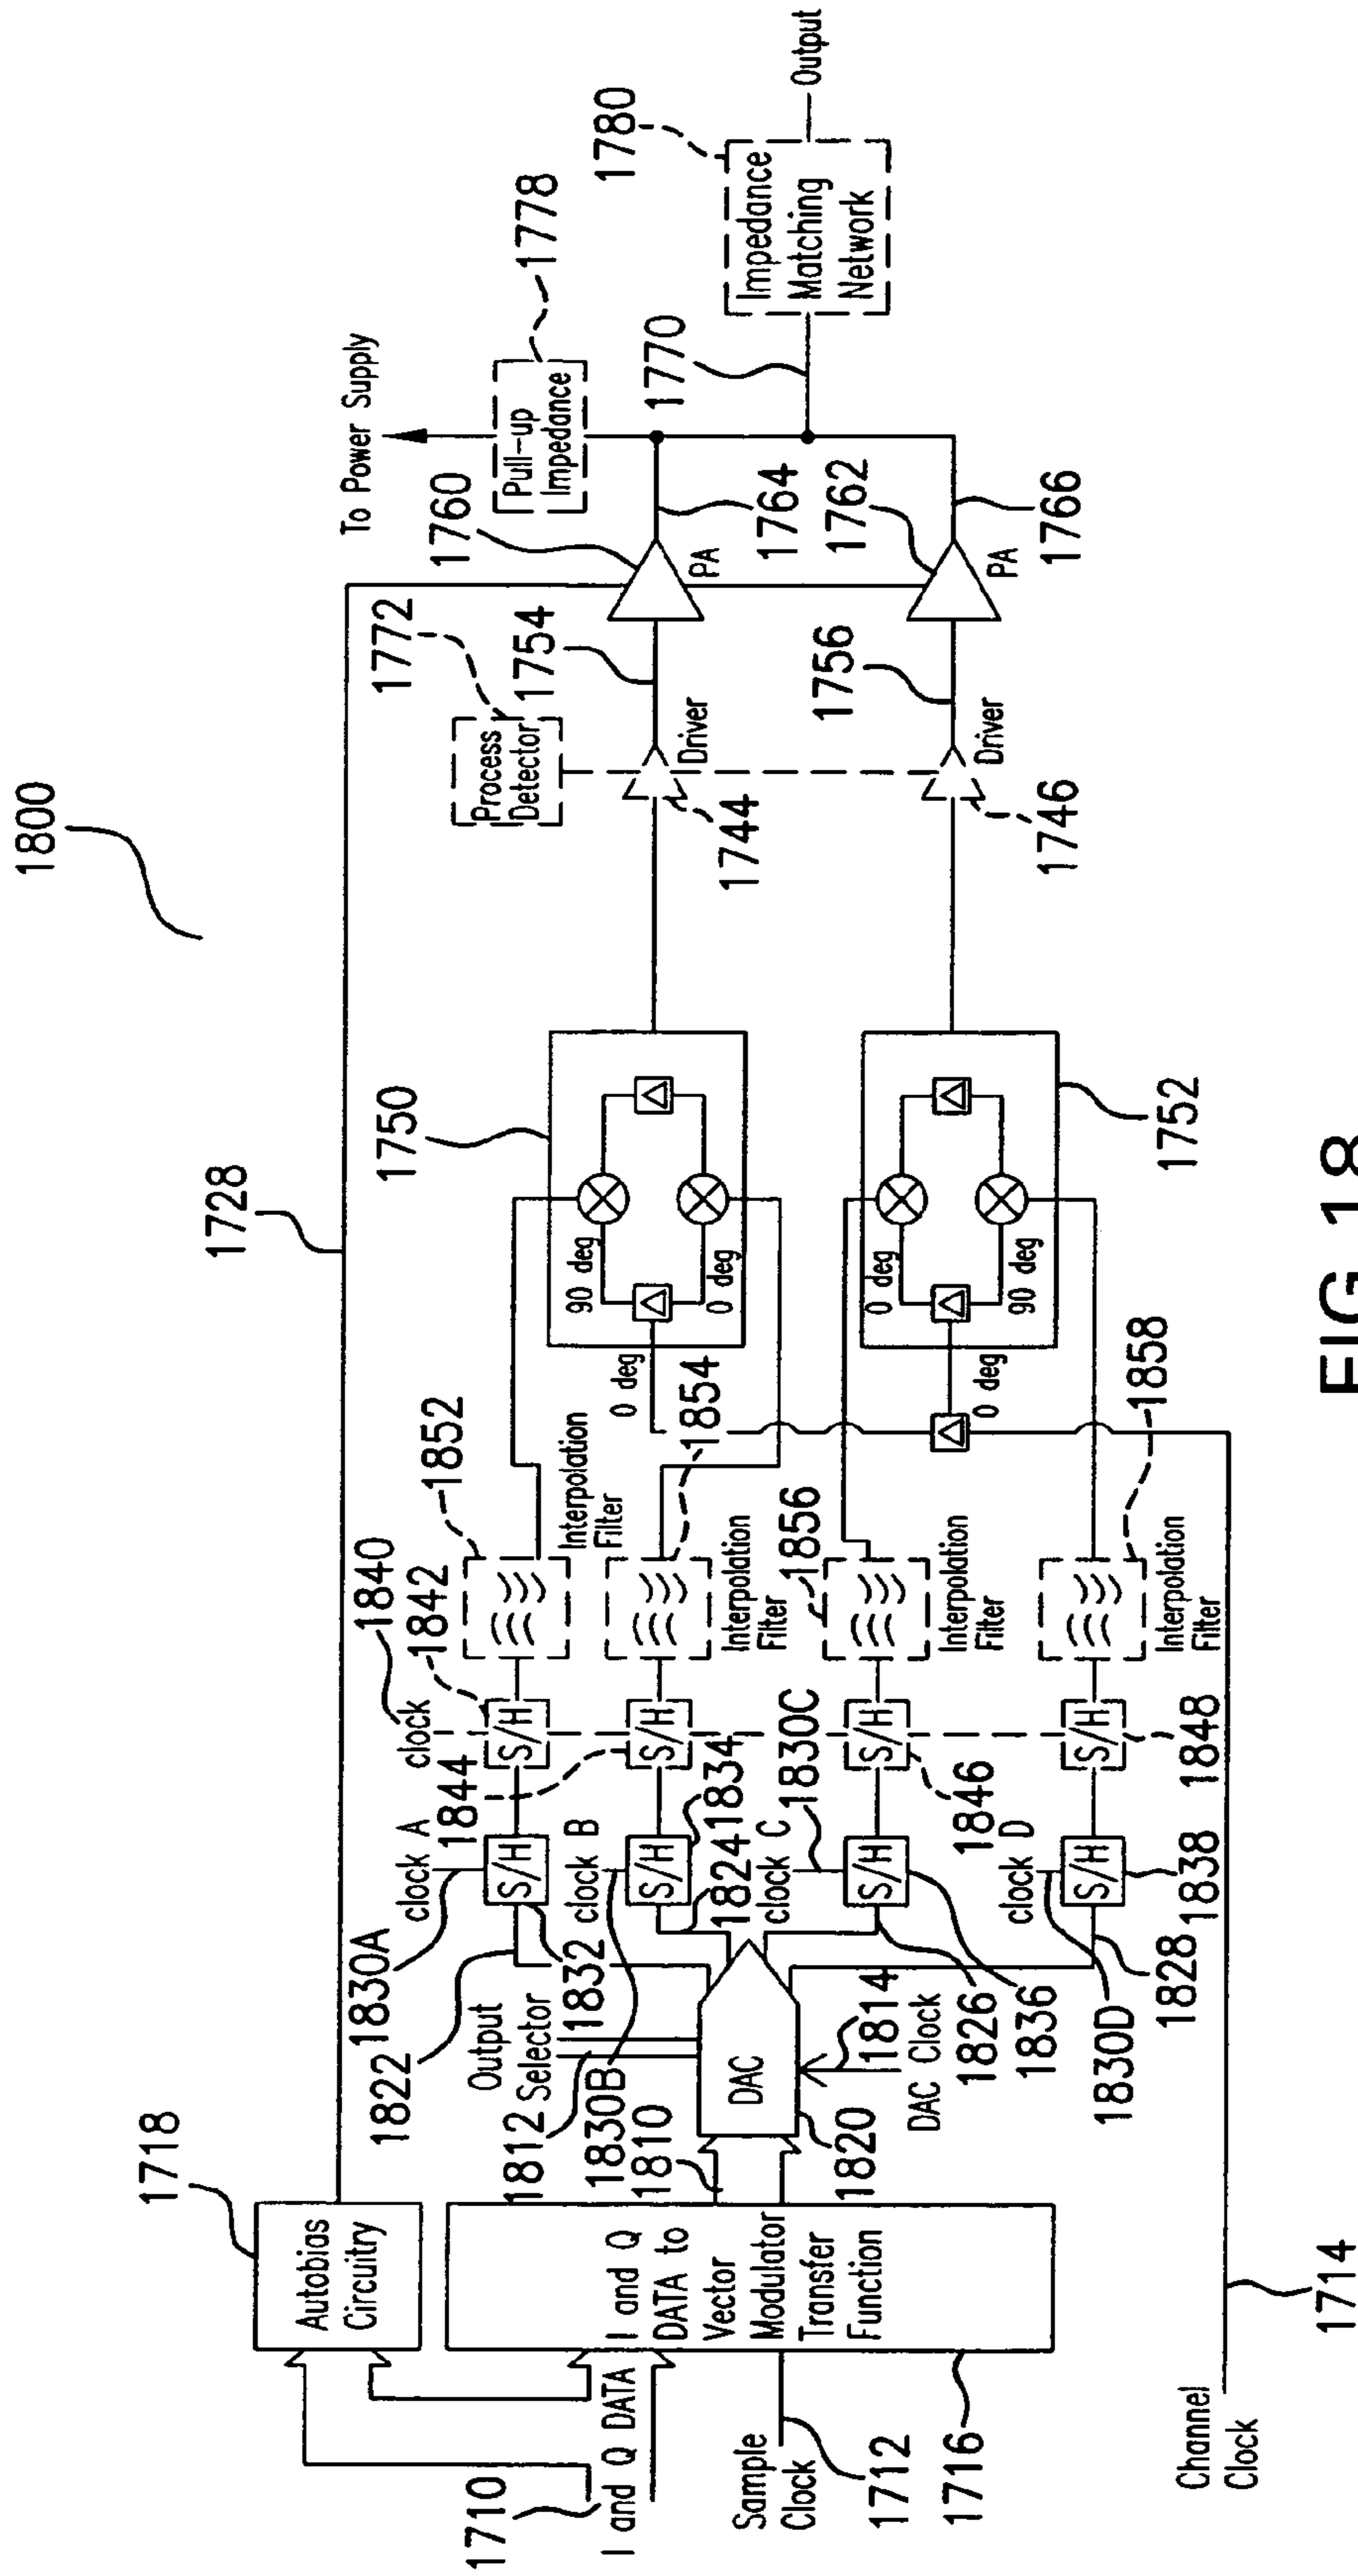 1800
1718
Autobias
Circuitry
1728
1710
I and Q DATA
Sample
Clock
1712
1716
I and Q
DATA to
Vector
Modulator
Transfer
Function
Channel
Clock
1714
1810
1812
Output
Selector
DAC
1820
1814
DAC Clock
1822
1824
1826
1828
1830A
clock A
1830B
clock B
1830C
clock C
1830D
clock D
S/H
1832
S/H
1834
S/H
1836
S/H
1838
clock
1840
S/H
1842
S/H
1844
S/H
1846
S/H
1848
1852
Interpolation
Filter
1854
Interpolation
Filter
1856
Interpolation
Filter
1858
Interpolation
Filter
1750
90 deg
0 deg
0 deg
1752
0 deg
90 deg
0 deg
Process
Detector
1772
Driver
1744
Driver
1746
1754
1756
1760
PA
1762
PA
1764
1766
To Power Supply
Pull-up
Impedance
1778
1770
1780
Impedance
Matching
Network
Output
FIG. 18